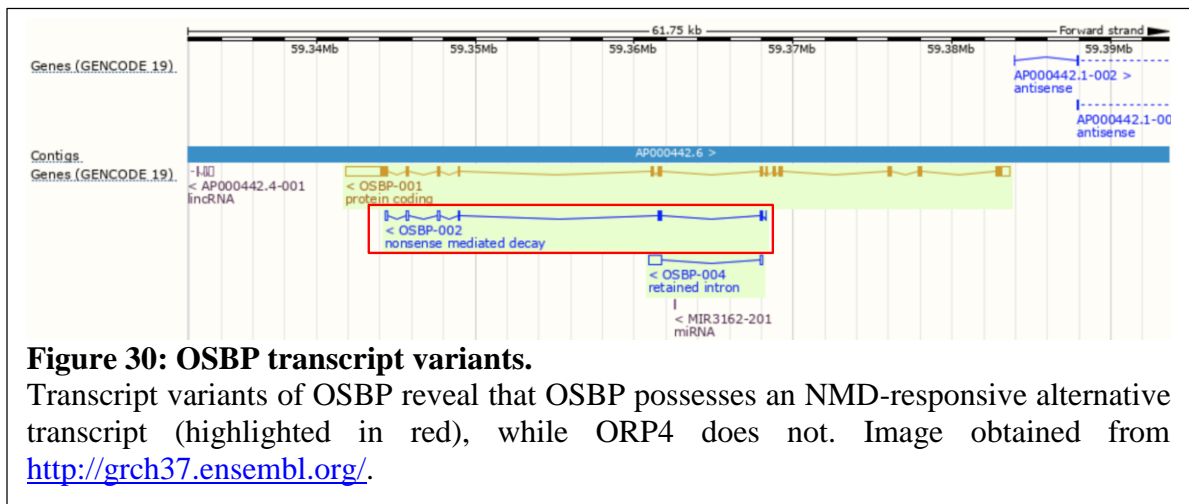 61.75 kb
Forward strand
59.34Mb 59.35Mb 59.36Mb 59.37Mb 59.38Mb 59.39Mb
Genes (GENCODE 19)
AP000442.1-002 >
antisense
AP000442.1-00
antisense
Contigs
AP000442.6 >
Genes (GENCODE 19)
< AP000442.4-001
lincRNA
< OSBP-001
protein coding
< OSBP-002
nonsense mediated decay
< OSBP-004
retained intron
< MIR3162-201
miRNA
Figure 30: OSBP transcript variants.
Transcript variants of OSBP reveal that OSBP possesses an NMD-responsive alternative
transcript (highlighted in red), while ORP4 does not. Image obtained from
http://grch37.ensembl.org/.